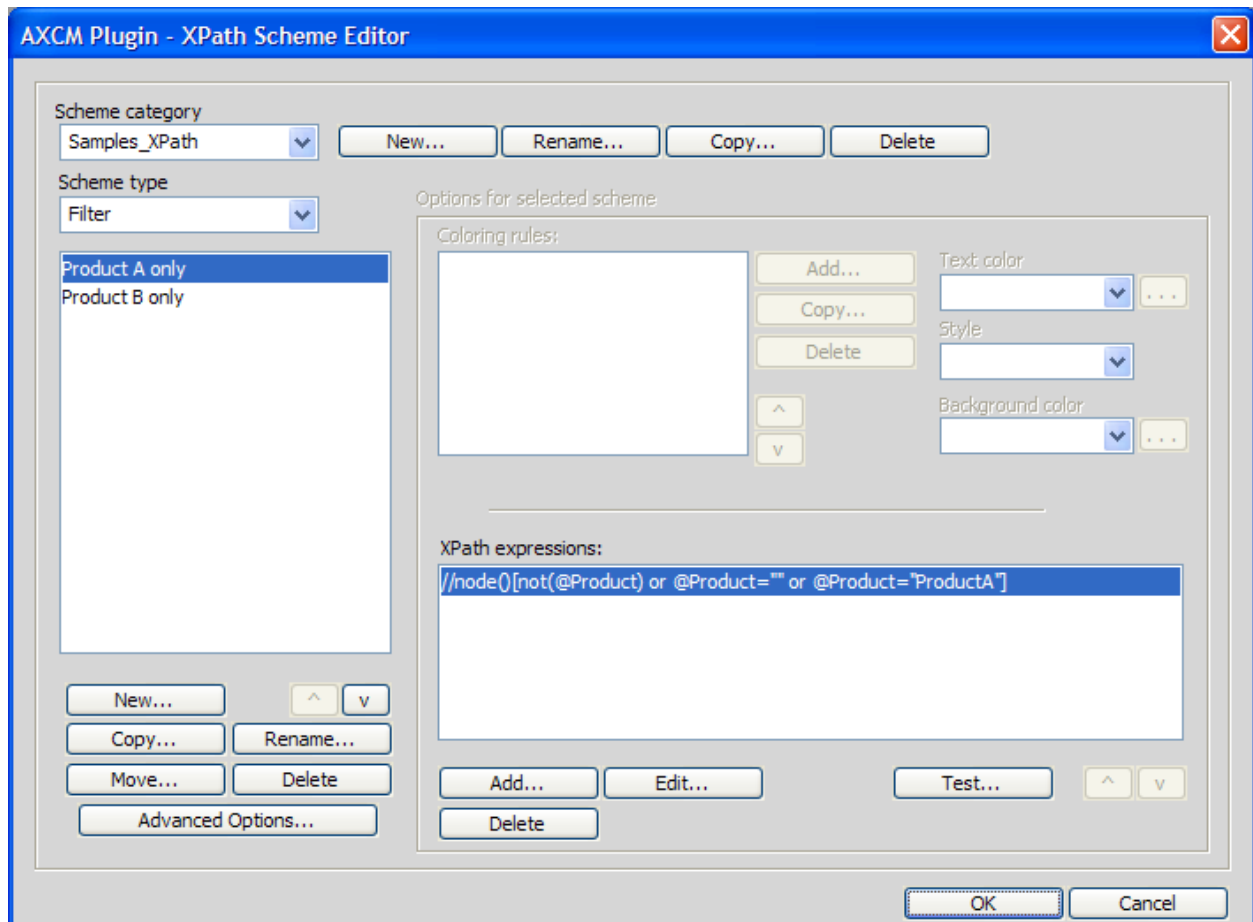 AXCM Plugin - XPath Scheme Editor
Scheme category
Samples_XPath
New...
Rename...
Copy...
Delete
Scheme type
Filter
Options for selected scheme
Product A only
Product B only
Coloring rules:
Add...
Copy...
Delete
^
v
Text color
...
Style
Background color
...
XPath expressions:
//node()[not(@Product) or @Product="" or @Product="ProductA"]
New...
^
v
Copy...
Rename...
Move...
Delete
Advanced Options...
Add...
Edit...
Test...
^
v
Delete
OK
Cancel